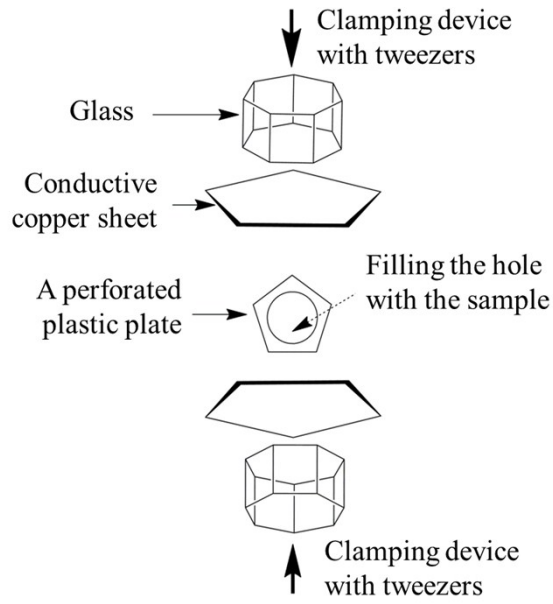 Clamping device
with tweezers
Glass
Conductive
copper sheet
Filling the hole
with the sample
A perforated
plastic plate
Clamping device
with tweezers